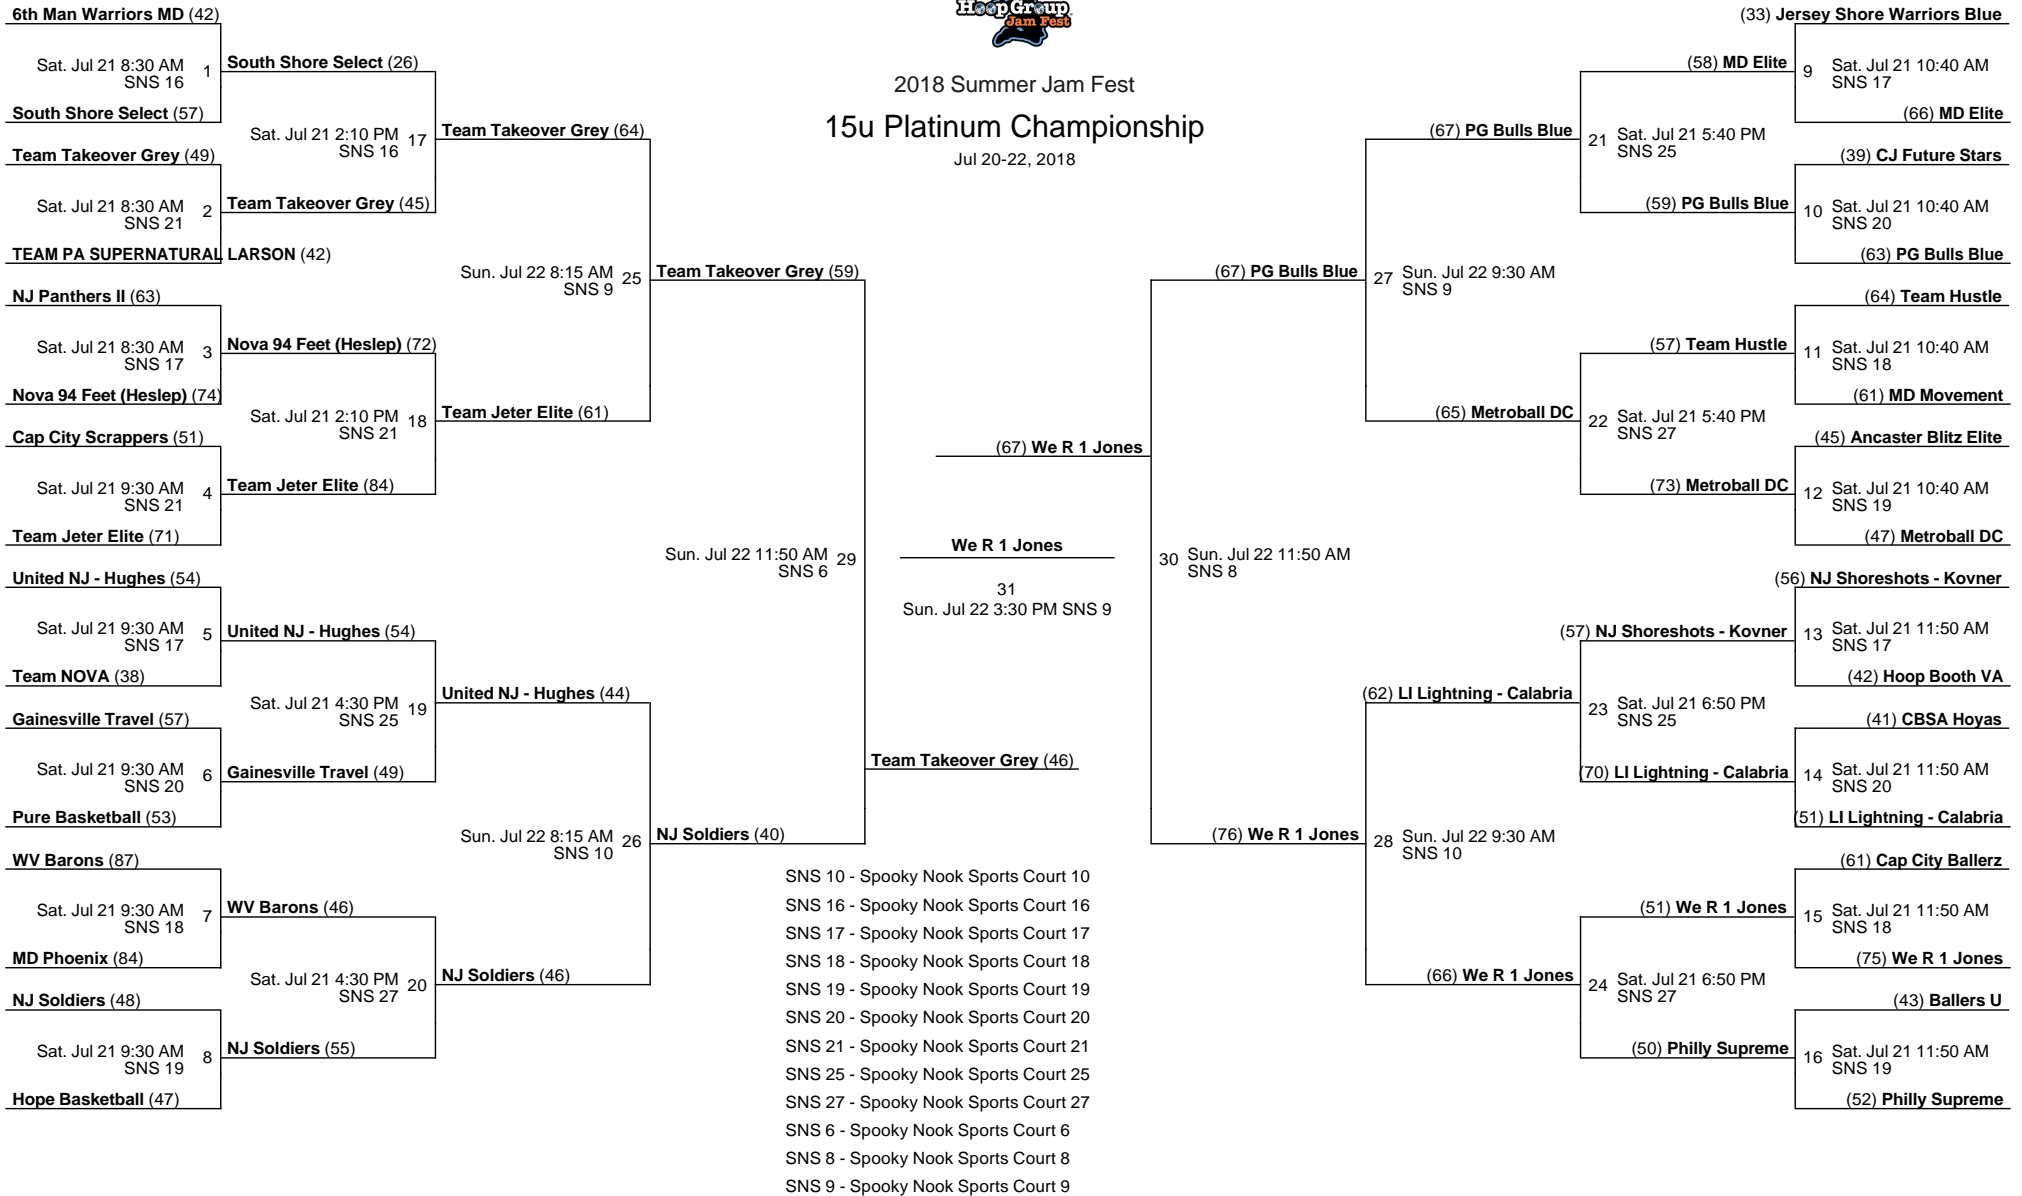 HoopGroup
Jam Fest
2018 Summer Jam Fest
15u Platinum Championship
Jul 20-22, 2018
6th Man Warriors MD (42)
Sat. Jul 21 8:30 AM 1
SNS 16
South Shore Select (57)
Team Takeover Grey (49)
Sat. Jul 21 8:30 AM 2
SNS 21
TEAM PA SUPERNATURAL LARSON (42)
NJ Panthers II (63)
Sat. Jul 21 8:30 AM 3
SNS 17
Nova 94 Feet (Heslep) (74)
Cap City Scrappers (51)
Sat. Jul 21 9:30 AM 4
SNS 21
Team Jeter Elite (71)
United NJ - Hughes (54)
Sat. Jul 21 9:30 AM 5
SNS 17
Team NOVA (38)
Gainesville Travel (57)
Sat. Jul 21 9:30 AM 6
SNS 20
Pure Basketball (53)
WV Barons (87)
Sat. Jul 21 9:30 AM 7
SNS 18
MD Phoenix (84)
NJ Soldiers (48)
Sat. Jul 21 9:30 AM 8
SNS 19
Hope Basketball (47)
South Shore Select (26)
Sat. Jul 21 2:10 PM 17
SNS 16
Team Takeover Grey (45)
Nova 94 Feet (Heslep) (72)
Sat. Jul 21 2:10 PM 18
SNS 21
Team Jeter Elite (84)
United NJ - Hughes (54)
Sat. Jul 21 4:30 PM 19
SNS 25
Gainesville Travel (49)
WV Barons (46)
Sat. Jul 21 4:30 PM 20
SNS 27
NJ Soldiers (55)
Team Takeover Grey (64)
Sun. Jul 22 8:15 AM 25
SNS 9
Team Jeter Elite (61)
United NJ - Hughes (44)
Sun. Jul 22 8:15 AM 26
SNS 10
NJ Soldiers (46)
Team Takeover Grey (59)
Sun. Jul 22 11:50 AM 29
SNS 6
NJ Soldiers (40)
(67) We R 1 Jones
We R 1 Jones
31
Sun. Jul 22 3:30 PM SNS 9
Team Takeover Grey (46)
(67) PG Bulls Blue
30 Sun. Jul 22 11:50 AM
SNS 8
(76) We R 1 Jones
(67) PG Bulls Blue
27 Sun. Jul 22 9:30 AM
SNS 9
(65) Metroball DC
(62) LI Lightning - Calabria
28 Sun. Jul 22 9:30 AM
SNS 10
(66) We R 1 Jones
(58) MD Elite
21 Sat. Jul 21 5:40 PM
SNS 25
(59) PG Bulls Blue
(57) Team Hustle
22 Sat. Jul 21 5:40 PM
SNS 27
(73) Metroball DC
(57) NJ Shoreshots - Kovner
23 Sat. Jul 21 6:50 PM
SNS 25
(70) LI Lightning - Calabria
(51) We R 1 Jones
24 Sat. Jul 21 6:50 PM
SNS 27
(50) Philly Supreme
(33) Jersey Shore Warriors Blue
9 Sat. Jul 21 10:40 AM
SNS 17
(66) MD Elite
(39) CJ Future Stars
10 Sat. Jul 21 10:40 AM
SNS 20
(63) PG Bulls Blue
(64) Team Hustle
11 Sat. Jul 21 10:40 AM
SNS 18
(61) MD Movement
(45) Ancaster Blitz Elite
12 Sat. Jul 21 10:40 AM
SNS 19
(47) Metroball DC
(56) NJ Shoreshots - Kovner
13 Sat. Jul 21 11:50 AM
SNS 17
(42) Hoop Booth VA
(41) CBSA Hoyas
14 Sat. Jul 21 11:50 AM
SNS 20
(51) LI Lightning - Calabria
(61) Cap City Ballerz
15 Sat. Jul 21 11:50 AM
SNS 18
(75) We R 1 Jones
(43) Ballers U
16 Sat. Jul 21 11:50 AM
SNS 19
(52) Philly Supreme
SNS 10 - Spooky Nook Sports Court 10
SNS 16 - Spooky Nook Sports Court 16
SNS 17 - Spooky Nook Sports Court 17
SNS 18 - Spooky Nook Sports Court 18
SNS 19 - Spooky Nook Sports Court 19
SNS 20 - Spooky Nook Sports Court 20
SNS 21 - Spooky Nook Sports Court 21
SNS 25 - Spooky Nook Sports Court 25
SNS 27 - Spooky Nook Sports Court 27
SNS 6 - Spooky Nook Sports Court 6
SNS 8 - Spooky Nook Sports Court 8
SNS 9 - Spooky Nook Sports Court 9